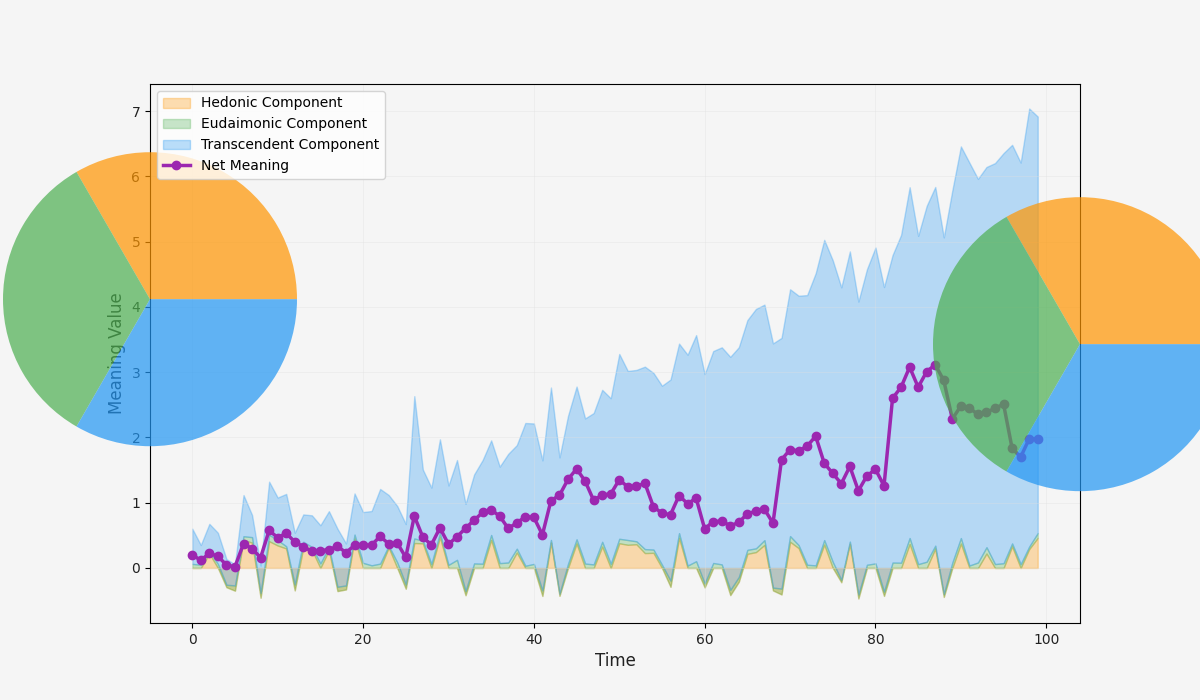 Hedonic Component
Eudaimonic Component
Transcendent Component
Net Meaning
7
6
5
4
3
2
1
0
Meaning Value
0 20 40 60 80 100
Time